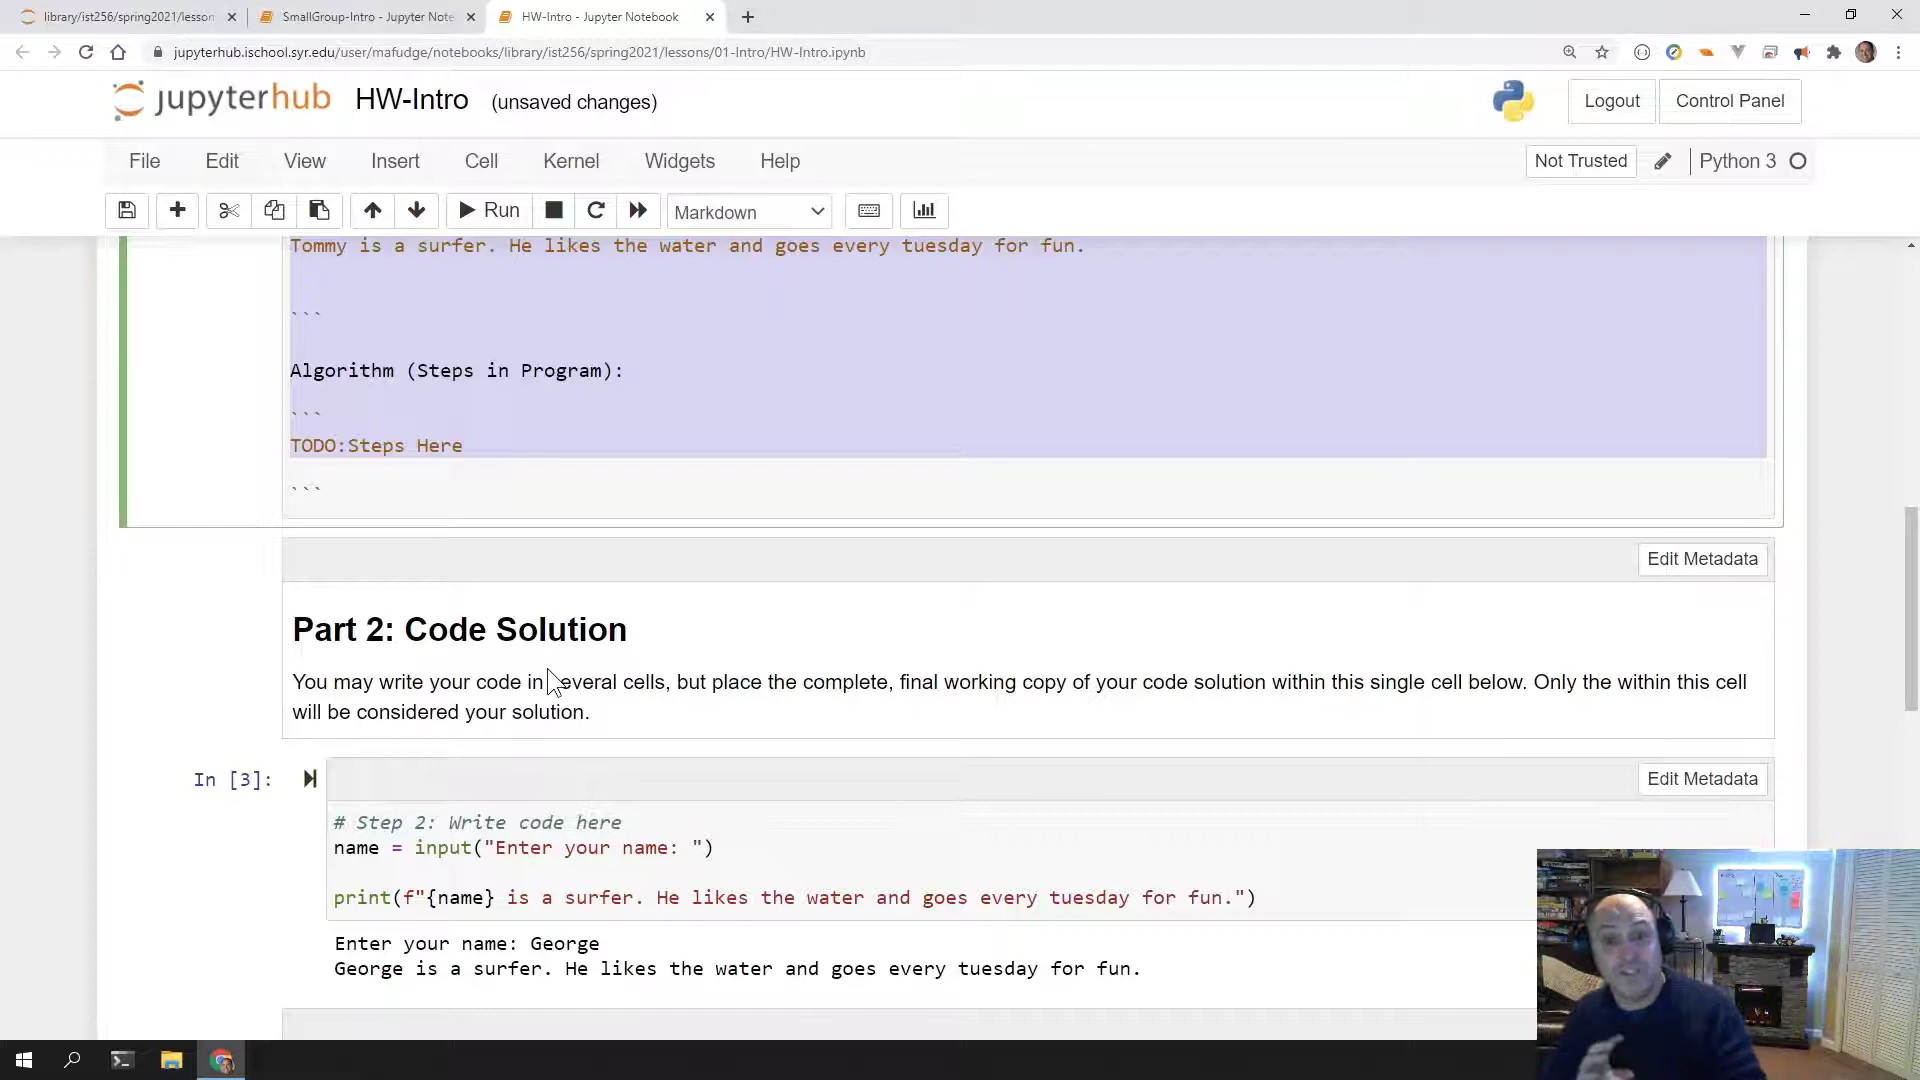 library/ist256/spring2021/lesson
SmallGroup-Intro - Jupyter Note
HW-Intro - Jupyter Notebook
jupyterhub.ischool.syr.edu/user/mafudge/notebooks/library/ist256/spring2021/lessons/01-Intro/HW-Intro.ipynb
jupyterhub HW-Intro (unsaved changes)
Logout
Control Panel
File Edit View Insert Cell Kernel Widgets Help
Not Trusted
Python 3
Run
Markdown
Tommy is a surfer. He likes the water and goes every tuesday for fun.
```
Algorithm (Steps in Program):
```
TODO:Steps Here
```
Edit Metadata
Part 2: Code Solution
You may write your code in several cells, but place the complete, final working copy of your code solution within this single cell below. Only the within this cell
will be considered your solution.
In [3]:
Edit Metadata
# Step 2: Write code here
name = input("Enter your name: ")
print(f"{name} is a surfer. He likes the water and goes every tuesday for fun.")
Enter your name: George
George is a surfer. He likes the water and goes every tuesday for fun.